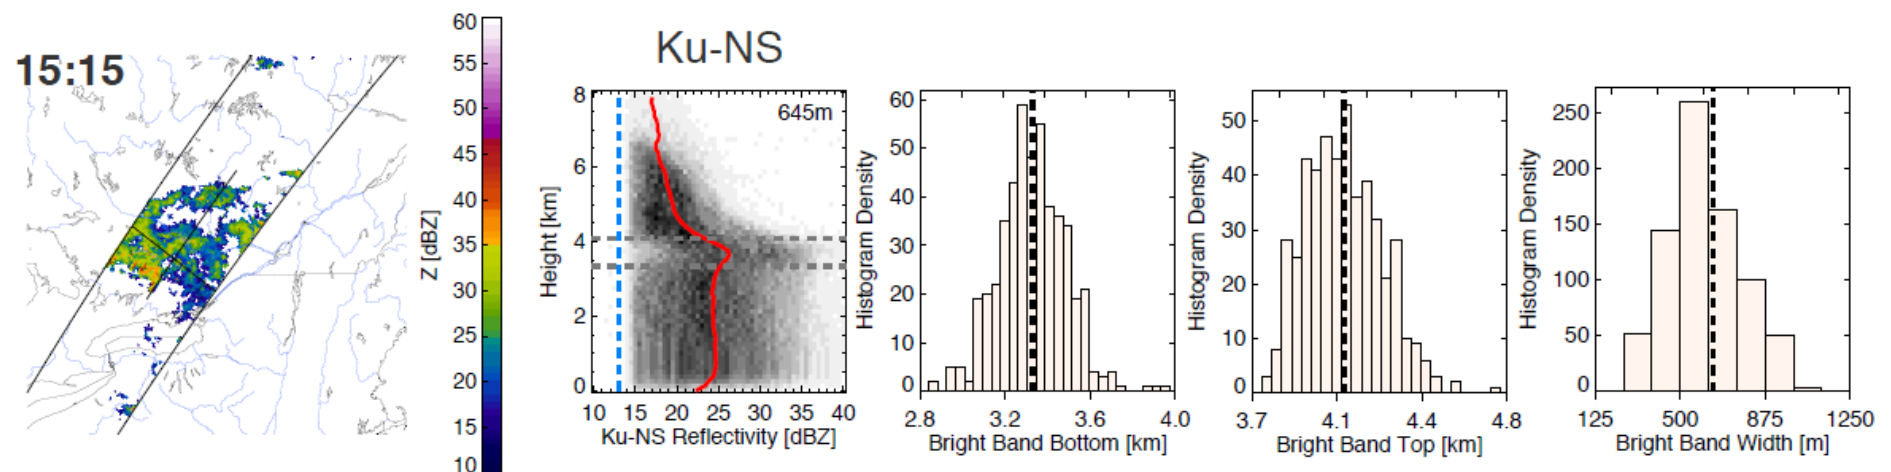 15:15
60
55
50
45
40
35
30
25
20
15
10
Z [dBZ]
Ku-NS
645m
8
6
4
2
0
Height [km]
10 15 20 25 30 35 40
Ku-NS Reflectivity [dBZ]
60
50
40
30
20
10
0
Histogram Density
2.8 3.2 3.6 4.0
Bright Band Bottom [km]
50
40
30
20
10
0
Histogram Density
3.7 4.1 4.4 4.8
Bright Band Top [km]
250
200
150
100
50
0
Histogram Density
125 500 875 1250
Bright Band Width [m]